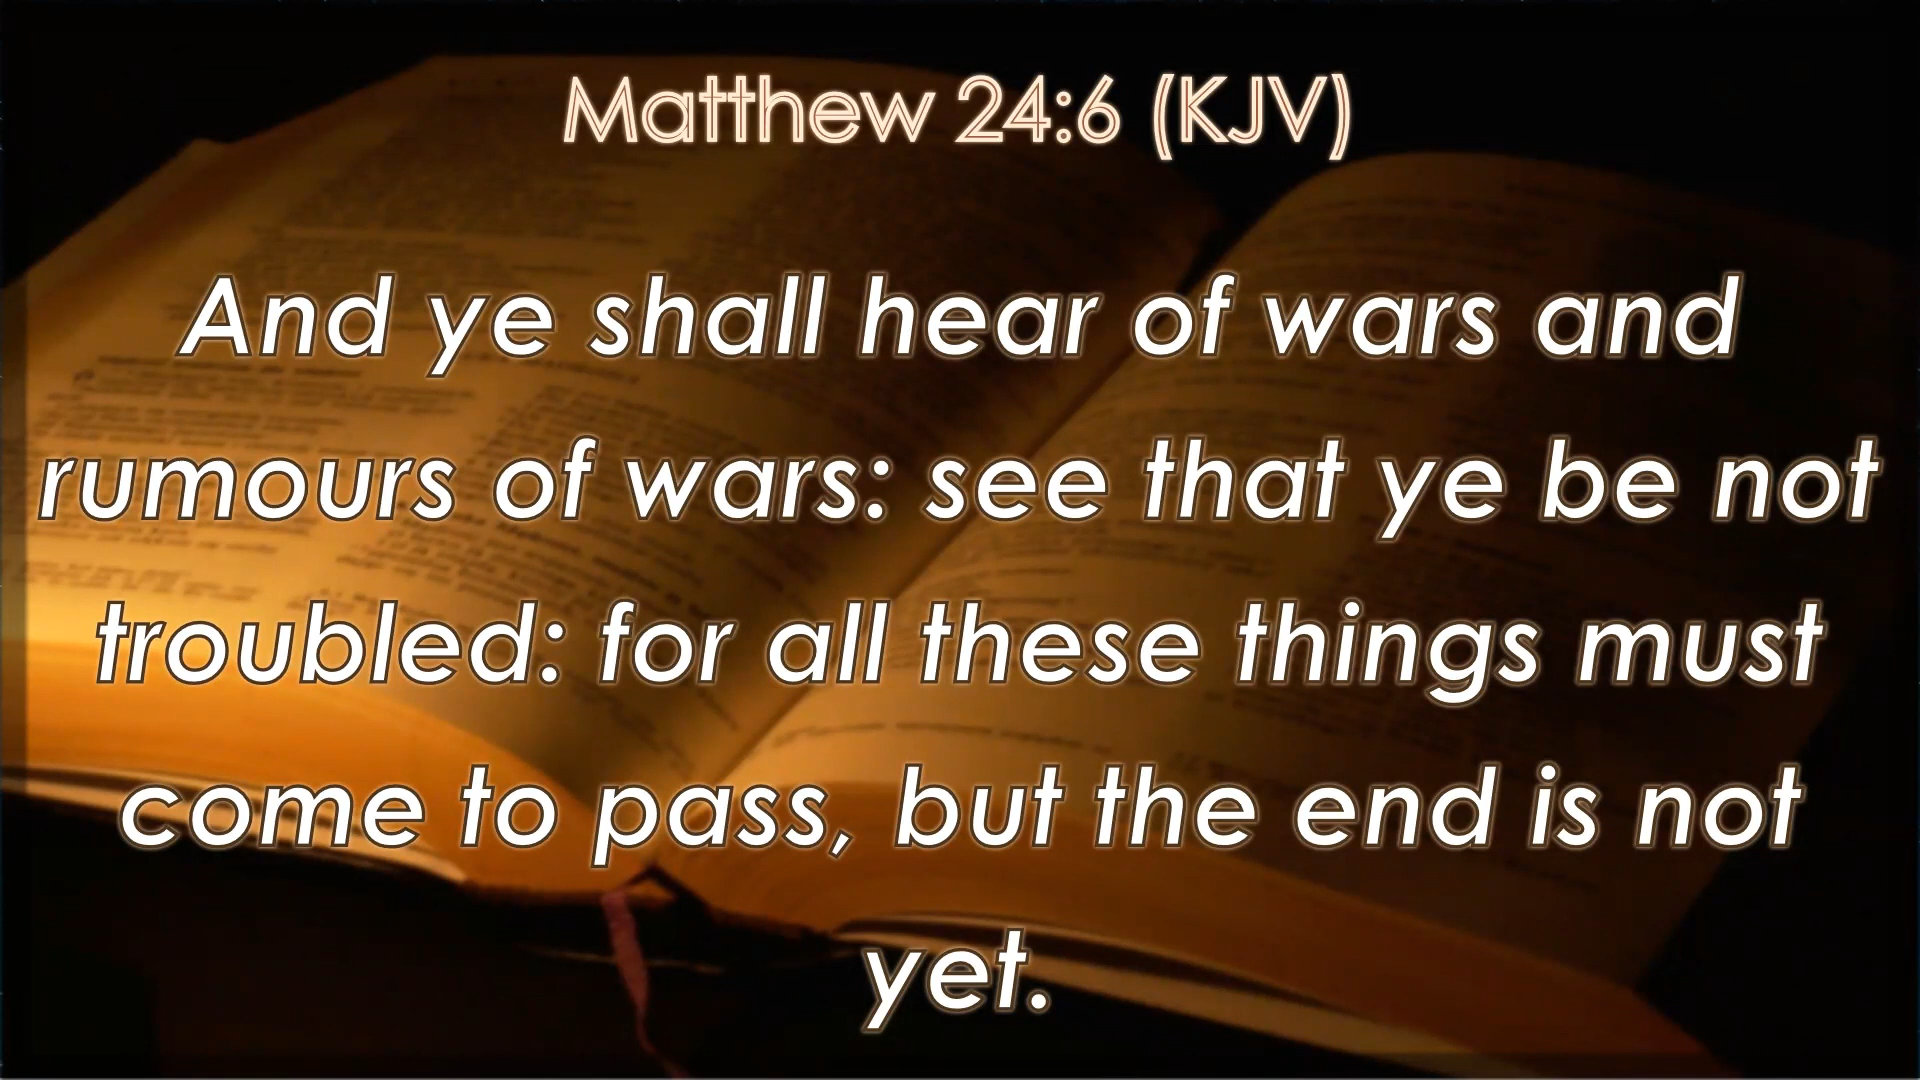 Matthew 24:6 (KJV)
And ye shall hear of wars and
rumours of wars: see that ye be not
troubled: for all these things must
come to pass, but the end is not
yet.